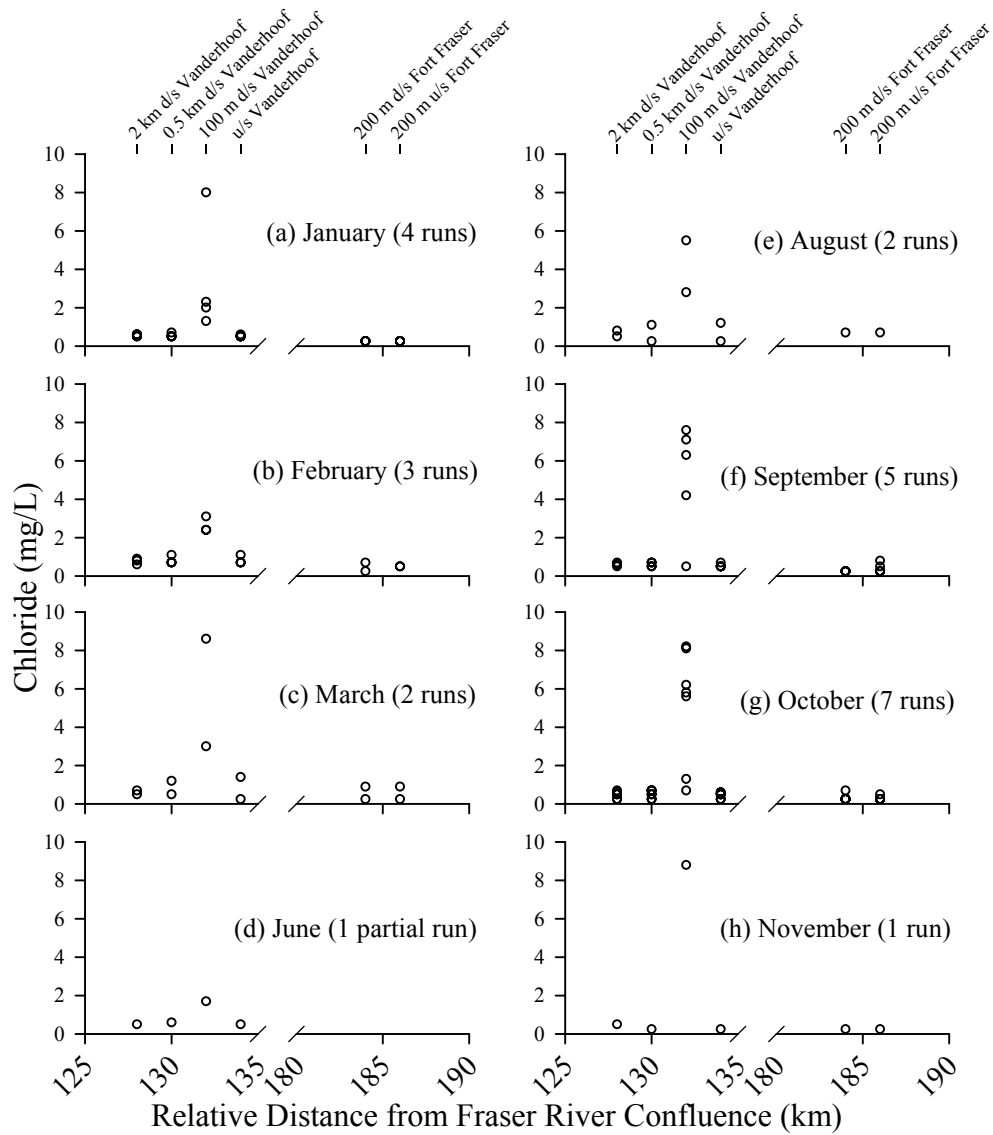 2 km d/s Vanderhoof
0.5 km d/s Vanderhoof
100 m d/s Vanderhoof
u/s Vanderhoof
200 m d/s Fort Fraser
200 m u/s Fort Fraser
2 km d/s Vanderhoof
0.5 km d/s Vanderhoof
100 m d/s Vanderhoof
u/s Vanderhoof
200 m d/s Fort Fraser
200 m u/s Fort Fraser
Chloride (mg/L)
10
8
6
4
2
0
(a) January (4 runs)
10
8
6
4
2
0
(e) August (2 runs)
10
8
6
4
2
0
(b) February (3 runs)
10
8
6
4
2
0
(f) September (5 runs)
10
8
6
4
2
0
(c) March (2 runs)
10
8
6
4
2
0
(g) October (7 runs)
10
8
6
4
2
0
(d) June (1 partial run)
10
8
6
4
2
0
(h) November (1 run)
125 130 135 180 185 190
125 130 135 180 185 190
Relative Distance from Fraser River Confluence (km)